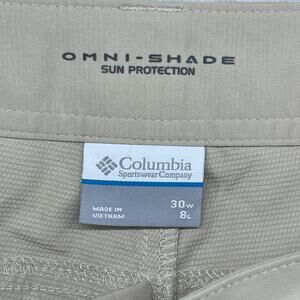 OMNI-SHADE
SUN PROTECTION
Columbia
Sportswear Company
MADE IN
VIETNAM
30W
8L